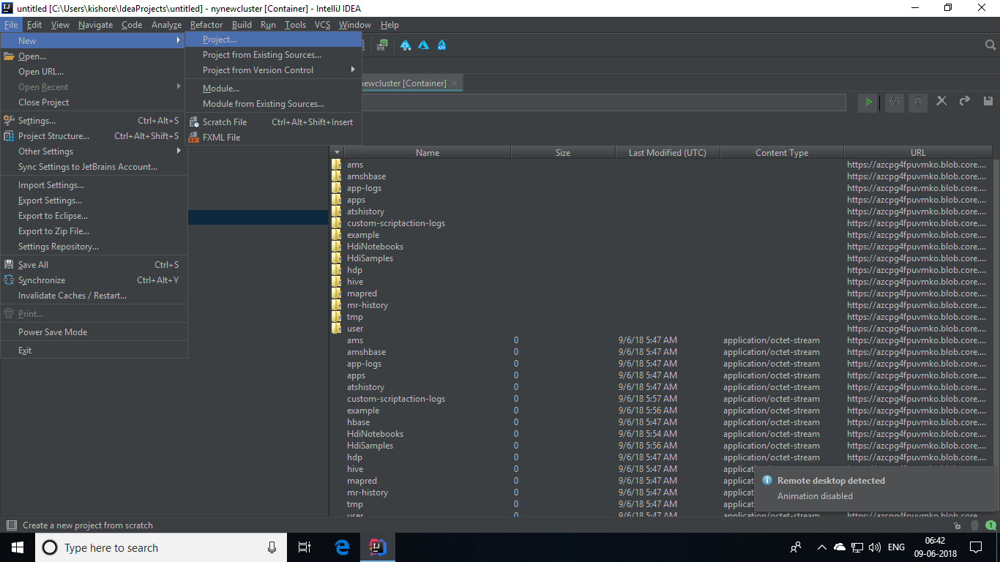 untitled [C:\Users\kishore\IdeaProjects\untitled] - nynewcluster [Container] - IntelliJ IDEA
File Edit View Navigate Code Analyze Refactor Build Run Tools VCS Window Help
New
Open...
Open URL...
Open Recent
Close Project
Settings... Ctrl+Alt+S
Project Structure... Ctrl+Alt+Shift+S
Other Settings
Sync Settings to JetBrains Account...
Import Settings...
Export Settings...
Export to Eclipse...
Export to Zip File...
Settings Repository...
Save All Ctrl+S
Synchronize Ctrl+Alt+Y
Invalidate Caches / Restart...
Print...
Power Save Mode
Exit
Project...
Project from Existing Sources...
Project from Version Control
Module...
Module from Existing Sources...
Scratch File Ctrl+Alt+Shift+Insert
FXML File
newcluster [Container]
Name Size Last Modified (UTC) Content Type URL
ams https://azcpg4fpuvmko.blob.core....
amshbase https://azcpg4fpuvmko.blob.core....
app-logs https://azcpg4fpuvmko.blob.core....
apps https://azcpg4fpuvmko.blob.core....
atshistory https://azcpg4fpuvmko.blob.core....
custom-scriptaction-logs https://azcpg4fpuvmko.blob.core....
example https://azcpg4fpuvmko.blob.core....
HdiNotebooks https://azcpg4fpuvmko.blob.core....
HdiSamples https://azcpg4fpuvmko.blob.core....
hdp https://azcpg4fpuvmko.blob.core....
hive https://azcpg4fpuvmko.blob.core....
mapred https://azcpg4fpuvmko.blob.core....
mr-history https://azcpg4fpuvmko.blob.core....
tmp https://azcpg4fpuvmko.blob.core....
user https://azcpg4fpuvmko.blob.core....
ams 0 9/6/18 5:47 AM application/octet-stream https://azcpg4fpuvmko.blob.core....
amshbase 0 9/6/18 5:47 AM application/octet-stream https://azcpg4fpuvmko.blob.core....
app-logs 0 9/6/18 5:47 AM application/octet-stream https://azcpg4fpuvmko.blob.core....
apps 0 9/6/18 5:47 AM application/octet-stream https://azcpg4fpuvmko.blob.core....
atshistory 0 9/6/18 5:47 AM application/octet-stream https://azcpg4fpuvmko.blob.core....
custom-scriptaction-logs 0 9/6/18 5:57 AM application/octet-stream https://azcpg4fpuvmko.blob.core....
example 0 9/6/18 5:56 AM application/octet-stream https://azcpg4fpuvmko.blob.core....
hbase 0 9/6/18 5:47 AM application/octet-stream https://azcpg4fpuvmko.blob.core....
HdiNotebooks 0 9/6/18 5:54 AM application/octet-stream https://azcpg4fpuvmko.blob.core....
HdiSamples 0 9/6/18 5:56 AM application/octet-stream https://azcpg4fpuvmko.blob.core....
hdp 0 9/6/18 5:47 AM application/octet-stream https://azcpg4fpuvmko.blob.core....
hive 0 9/6/18 5:47 AM applicati
mapred 0 9/6/18 5:47 AM applicat
mr-history 0 9/6/18 5:47 AM applicat
tmp 0 9/6/18 5:47 AM applicat
user 0 9/6/18 5:47 AM
Remote desktop detected
Animation disabled
Create a new project from scratch
1
Type here to search
ENG
06:42
09-06-2018